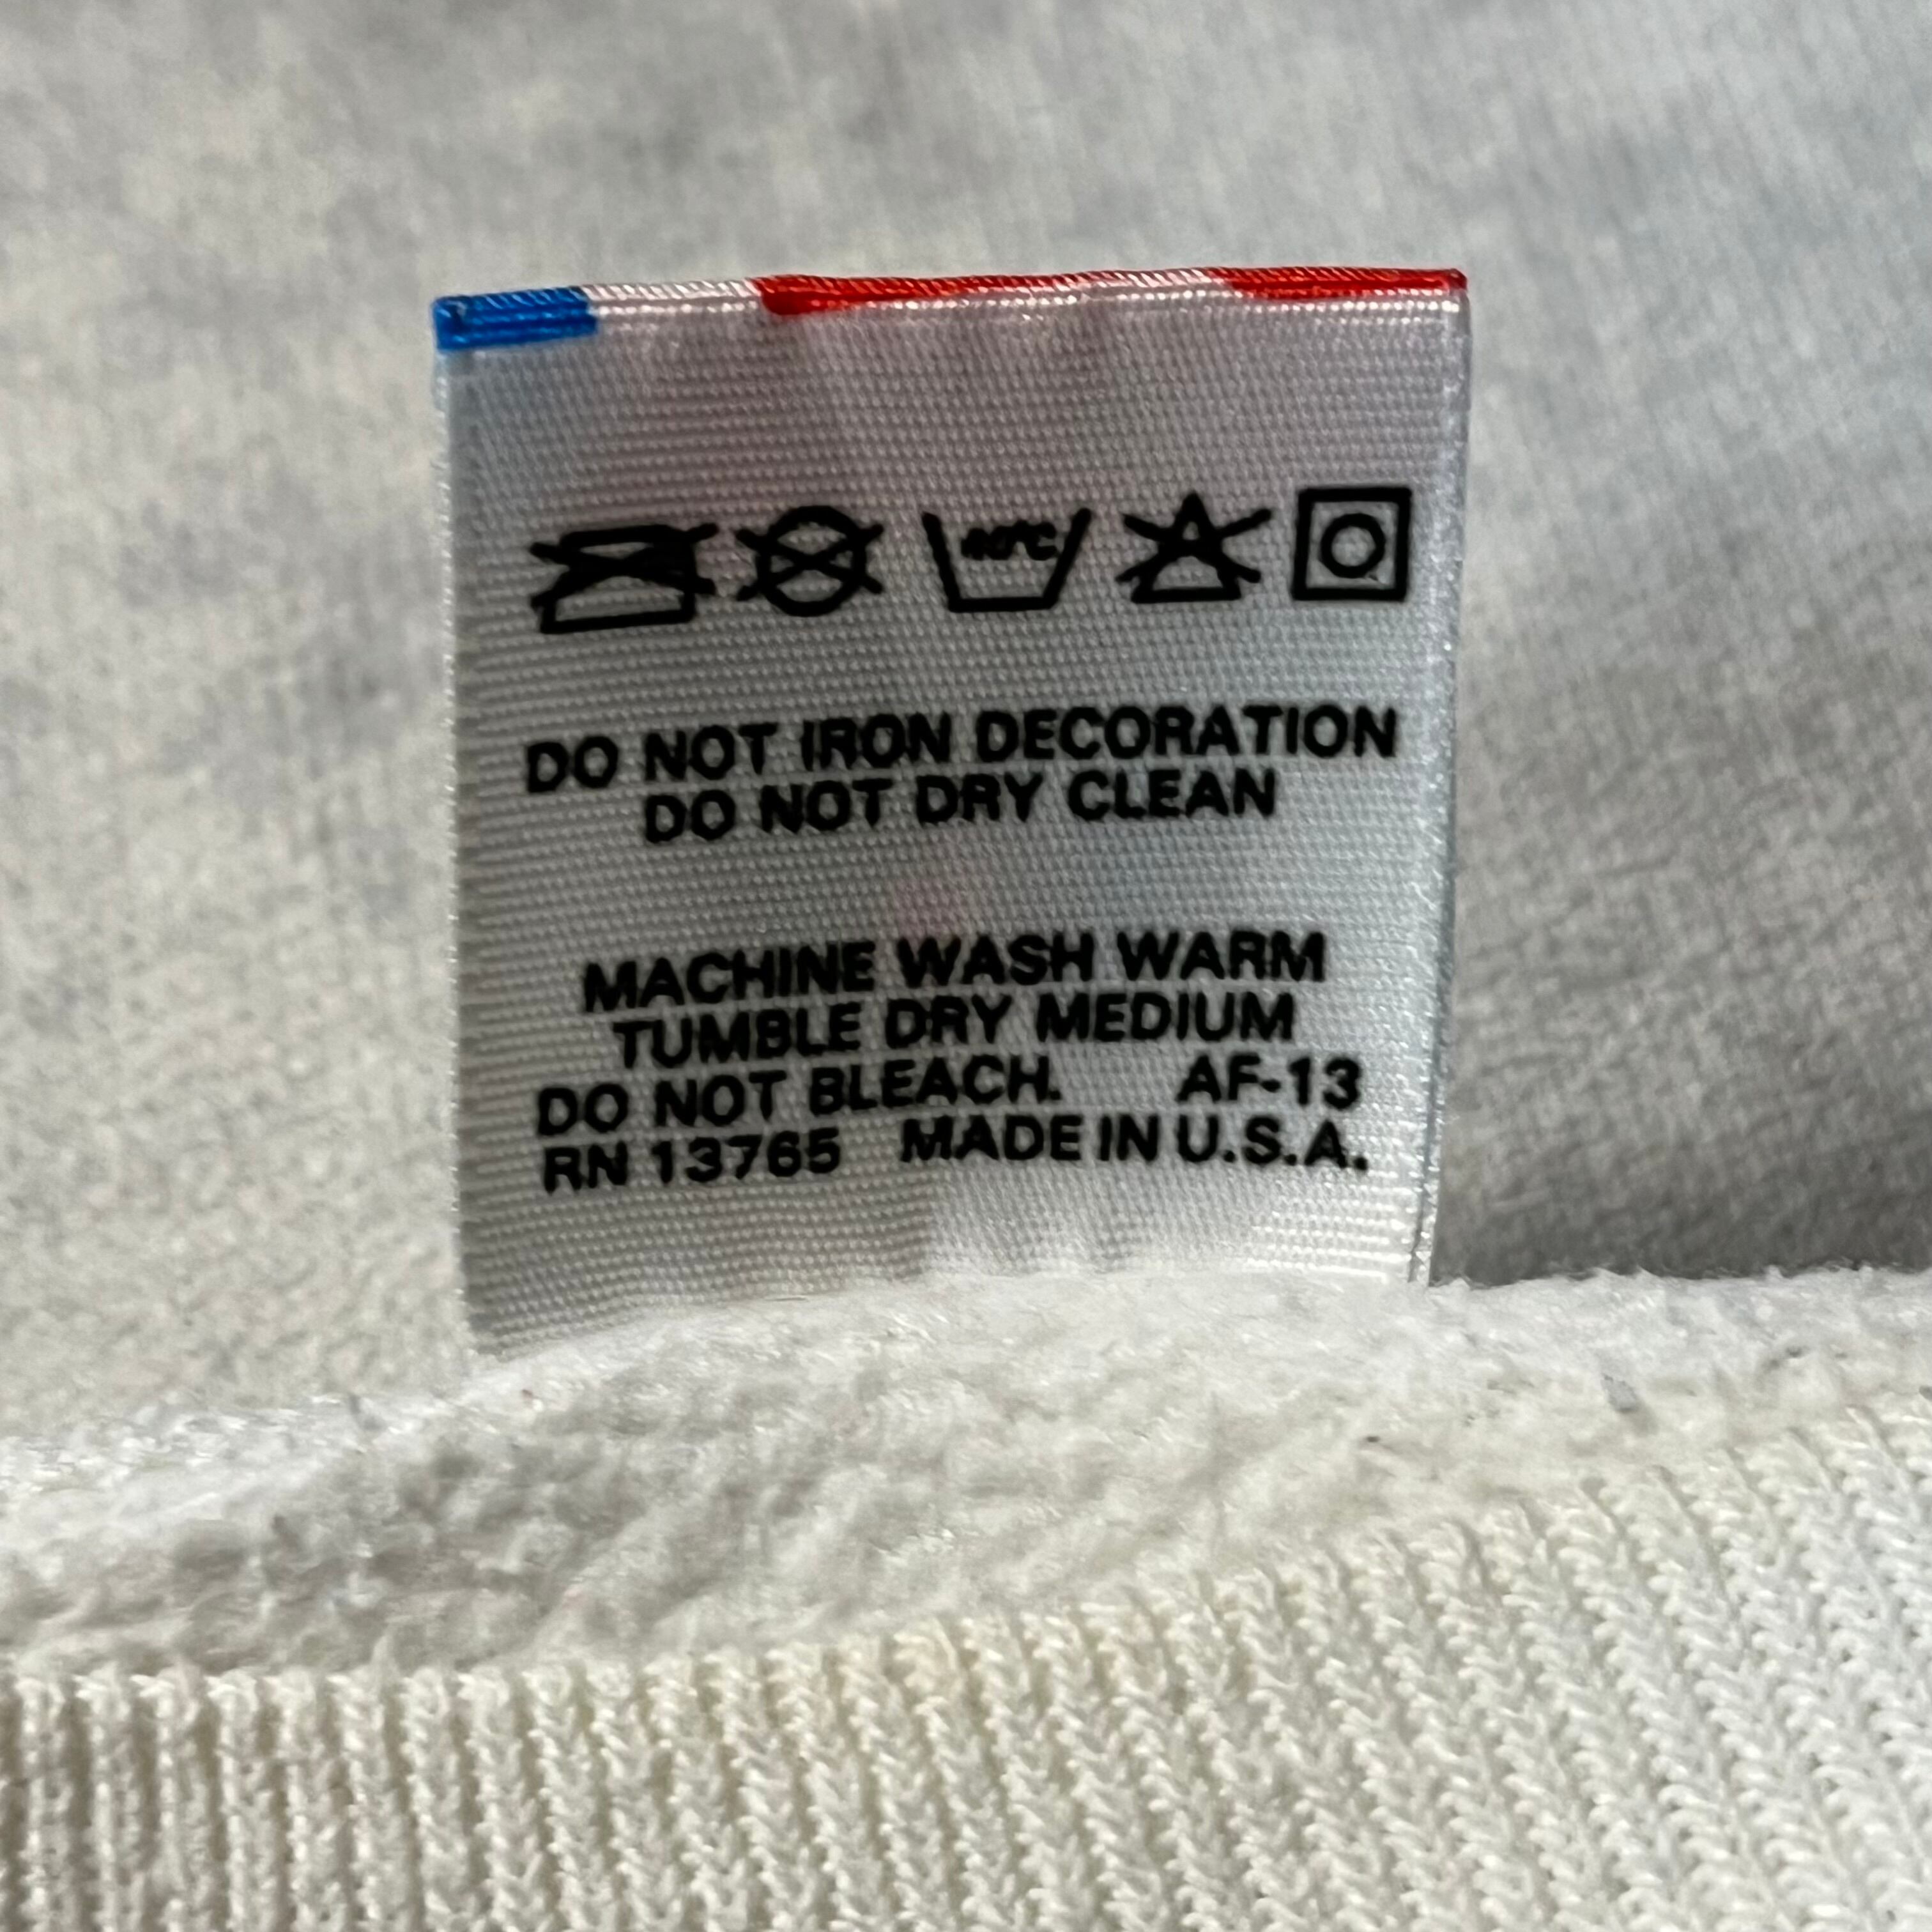 40°C
DO NOT IRON DECORATION
DO NOT DRY CLEAN
MACHINE WASH WARM
TUMBLE DRY MEDIUM
DO NOT BLEACH. AF-13
RN 13765 MADE IN U.S.A.